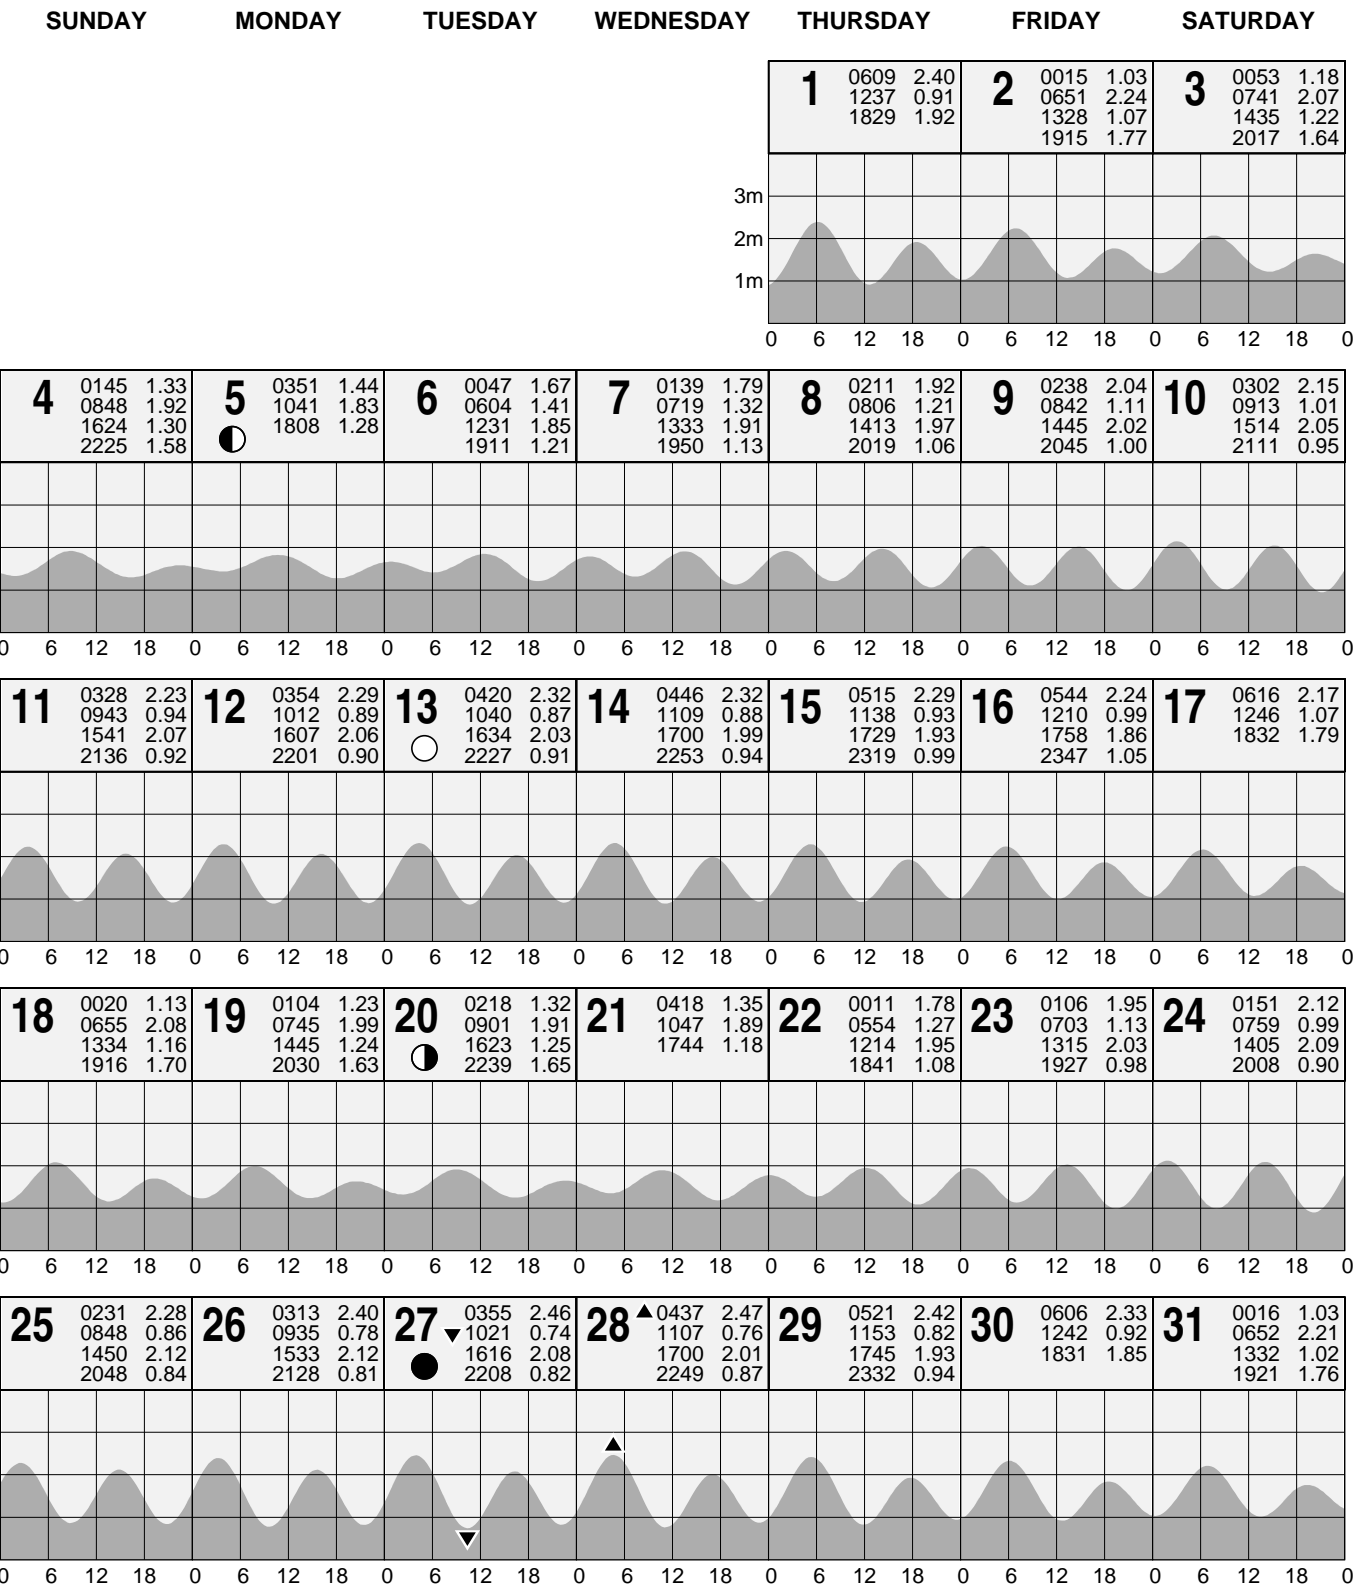 SUNDAY MONDAY TUESDAY WEDNESDAY THURSDAY FRIDAY SATURDAY
1 0609 2.40 2 0015 1.03 3 0053 1.18
1237 0.91 0651 2.24 0741 2.07
1829 1.92 1328 1.07 1435 1.22
1915 1.77 2017 1.64
3m
2m
1m
0 6 12 18 0 6 12 18 0 6 12 18 0
4 0145 1.33 5 0351 1.44 6 0047 1.67 7 0139 1.79 8 0211 1.92 9 0238 2.04 10 0302 2.15
0848 1.92 1041 1.83 0604 1.41 0719 1.32 0806 1.21 0842 1.11 0913 1.01
1624 1.30 1808 1.28 1231 1.85 1333 1.91 1413 1.97 1445 2.02 1514 2.05
2225 1.58 1911 1.21 1950 1.13 2019 1.06 2045 1.00 2111 0.95
0 6 12 18 0 6 12 18 0 6 12 18 0 6 12 18 0 6 12 18 0 6 12 18 0 6 12 18 0
11 0328 2.23 12 0354 2.29 13 0420 2.32 14 0446 2.32 15 0515 2.29 16 0544 2.24 17 0616 2.17
0943 0.94 1012 0.89 1040 0.87 1109 0.88 1138 0.93 1210 0.99 1246 1.07
1541 2.07 1607 2.06 1634 2.03 1700 1.99 1729 1.93 1758 1.86 1832 1.79
2136 0.92 2201 0.90 2227 0.91 2253 0.94 2319 0.99 2347 1.05
0 6 12 18 0 6 12 18 0 6 12 18 0 6 12 18 0 6 12 18 0 6 12 18 0 6 12 18 0
18 0020 1.13 19 0104 1.23 20 0218 1.32 21 0418 1.35 22 0011 1.78 23 0106 1.95 24 0151 2.12
0655 2.08 0745 1.99 0901 1.91 1047 1.89 0554 1.27 0703 1.13 0759 0.99
1334 1.16 1445 1.24 1623 1.25 1744 1.18 1214 1.95 1315 2.03 1405 2.09
1916 1.70 2030 1.63 2239 1.65 1841 1.08 1927 0.98 2008 0.90
0 6 12 18 0 6 12 18 0 6 12 18 0 6 12 18 0 6 12 18 0 6 12 18 0 6 12 18 0
25 0231 2.28 26 0313 2.40 27 0355 2.46 28 0437 2.47 29 0521 2.42 30 0606 2.33 31 0016 1.03
0848 0.86 0935 0.78 1021 0.74 1107 0.76 1153 0.82 1242 0.92 0652 2.21
1450 2.12 1533 2.12 1616 2.08 1700 2.01 1745 1.93 1831 1.85 1332 1.02
2048 0.84 2128 0.81 2208 0.82 2249 0.87 2332 0.94 1921 1.76
0 6 12 18 0 6 12 18 0 6 12 18 0 6 12 18 0 6 12 18 0 6 12 18 0 6 12 18 0